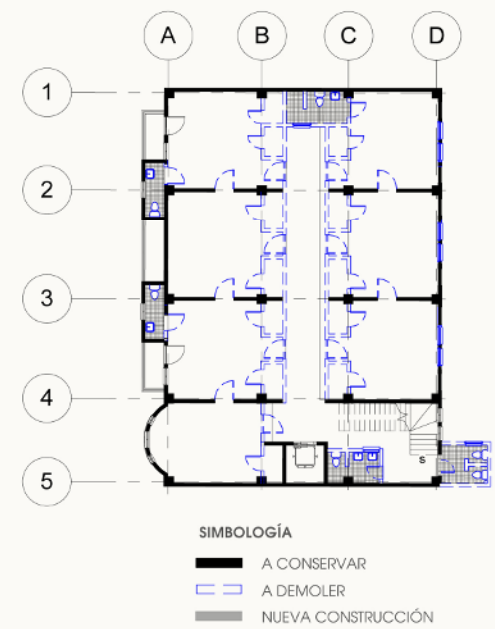 A B C D
1
2
3
4
5
S
SIMBOLOGÍA
A CONSERVAR
A DEMOLER
NUEVA CONSTRUCCIÓN